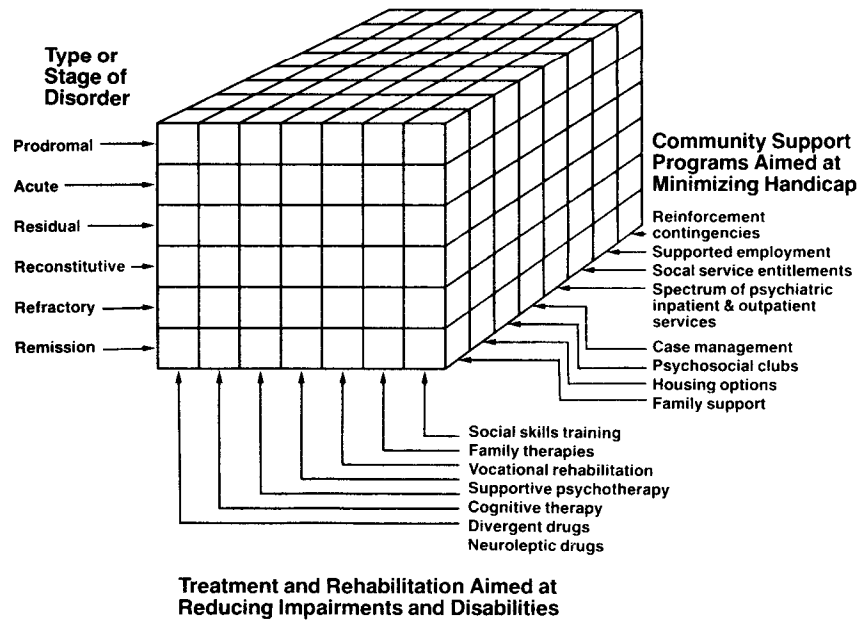 Type or
Stage of
Disorder
Prodromal
Acute
Residual
Reconstitutive
Refractory
Remission
Community Support
Programs Aimed at
Minimizing Handicap
Reinforcement
contingencies
Supported employment
Socal service entitlements
Spectrum of psychiatric
inpatient & outpatient
services
Case management
Psychosocial clubs
Housing options
Family support
Social skills training
Family therapies
Vocational rehabilitation
Supportive psychotherapy
Cognitive therapy
Divergent drugs
Neuroleptic drugs
Treatment and Rehabilitation Aimed at
Reducing Impairments and Disabilities